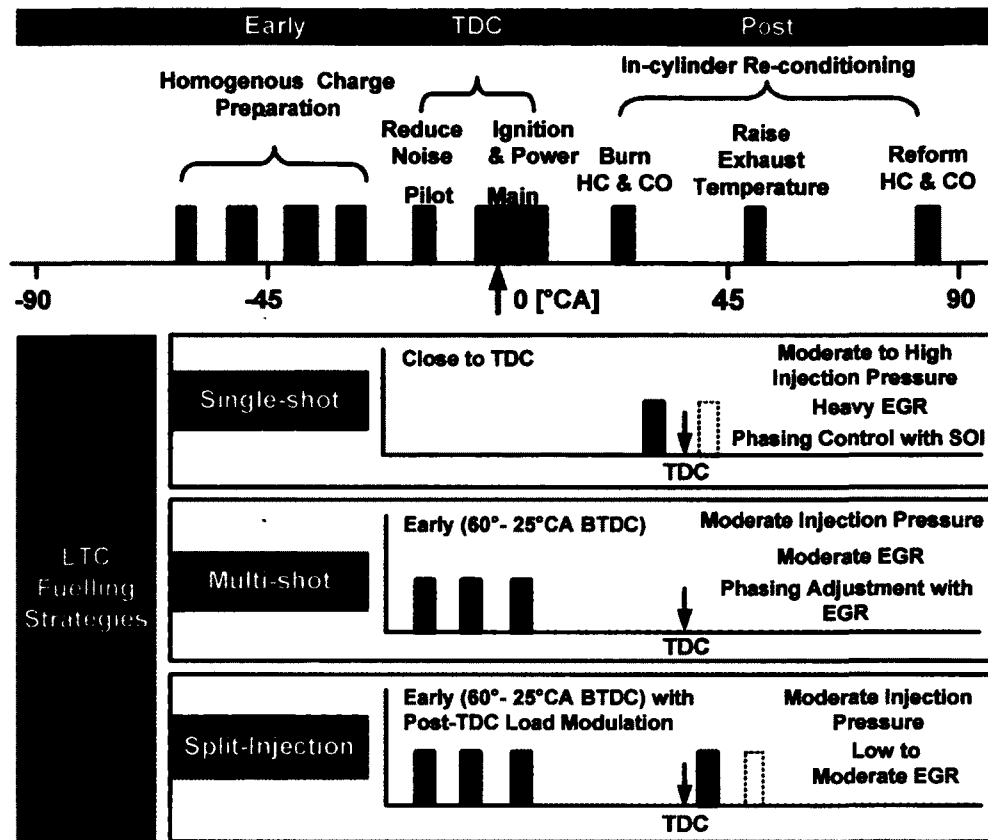 Early TDC Post
In-cylinder Re-conditioning
Homogenous Charge
Preparation
Reduce
Noise
Pilot
Ignition
& Power
Main
Burn
HC & CO
Raise
Exhaust
Temperature
Reform
HC & CO
-90 -45 0 [°CA] 45 90
LTC
Fuelling
Strategies
Single-shot
Close to TDC
Moderate to High
Injection Pressure
Heavy EGR
Phasing Control with SOI
TDC
Multi-shot
Early (60°- 25°CA BTDC)
Moderate Injection Pressure
Moderate EGR
Phasing Adjustment with
EGR
TDC
Split-Injection
Early (60°- 25°CA BTDC) with
Post-TDC Load Modulation
Moderate Injection
Pressure
Low to
Moderate EGR
TDC